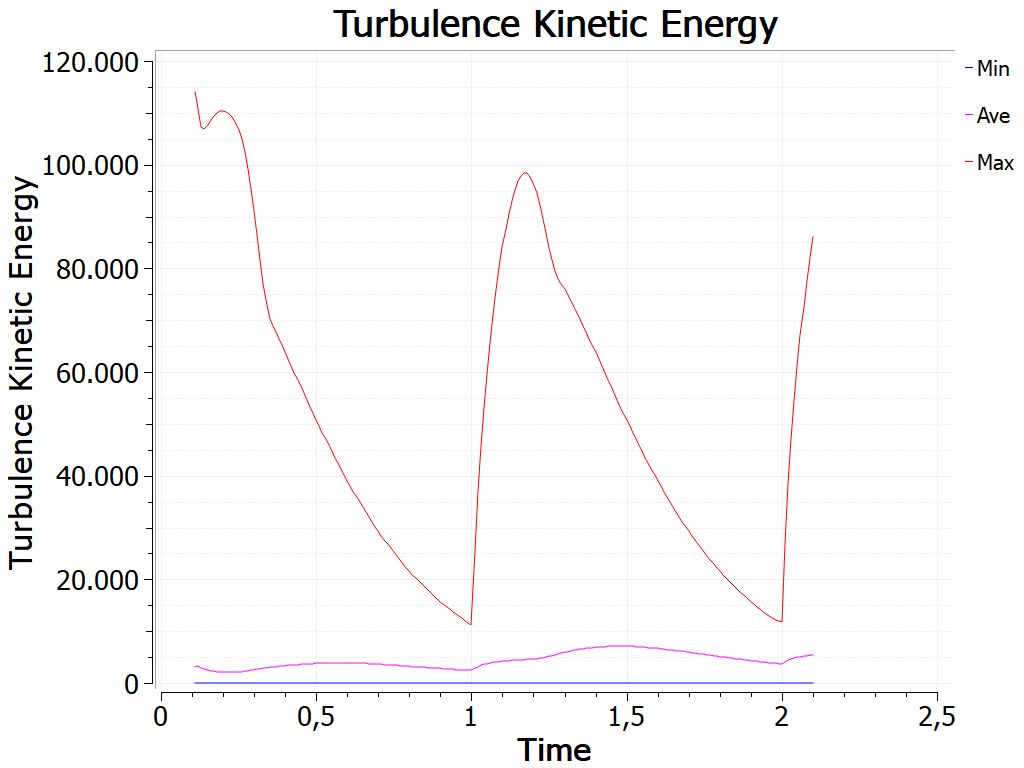 Turbulence Kinetic Energy
Min
Ave
Max
Turbulence Kinetic Energy
120.000
100.000
80.000
60.000
40.000
20.000
0
0 0,5 1 1,5 2 2,5
Time